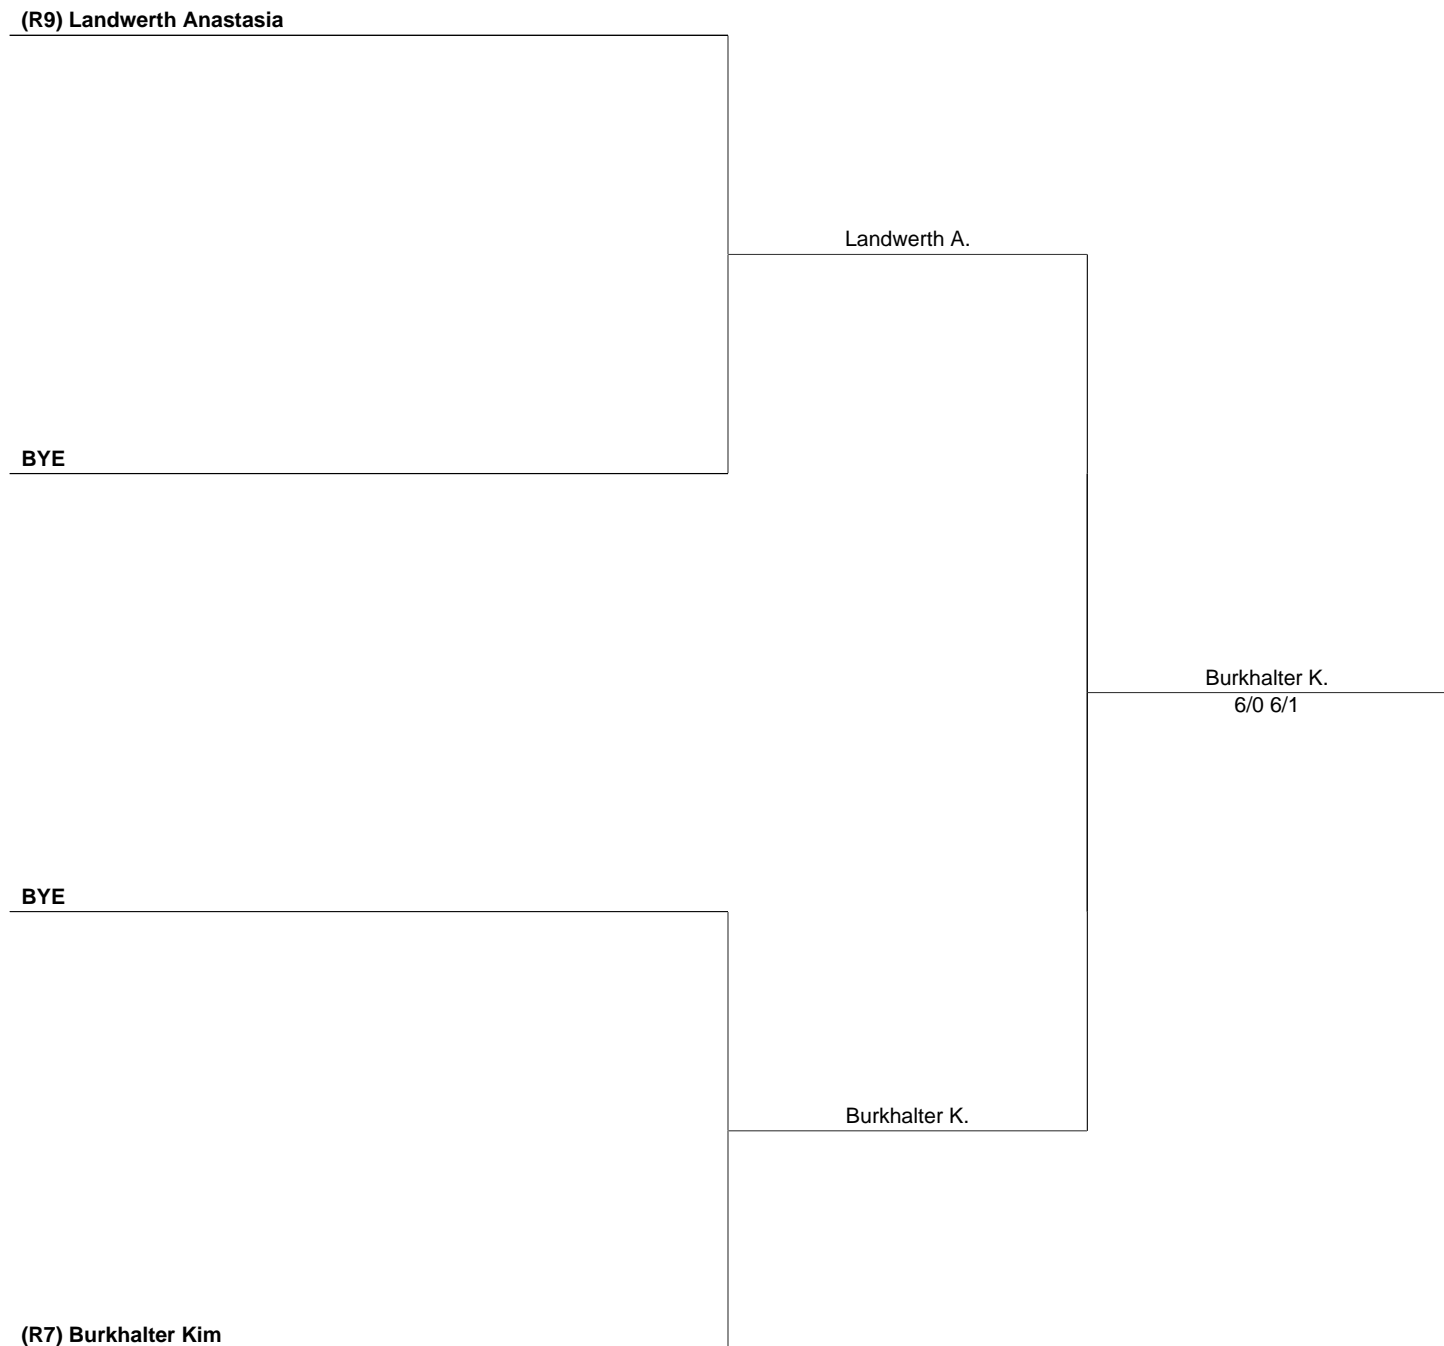 (R9) Landwerth Anastasia
Landwerth A.
BYE
Burkhalter K.
6/0 6/1
BYE
Burkhalter K.
(R7) Burkhalter Kim